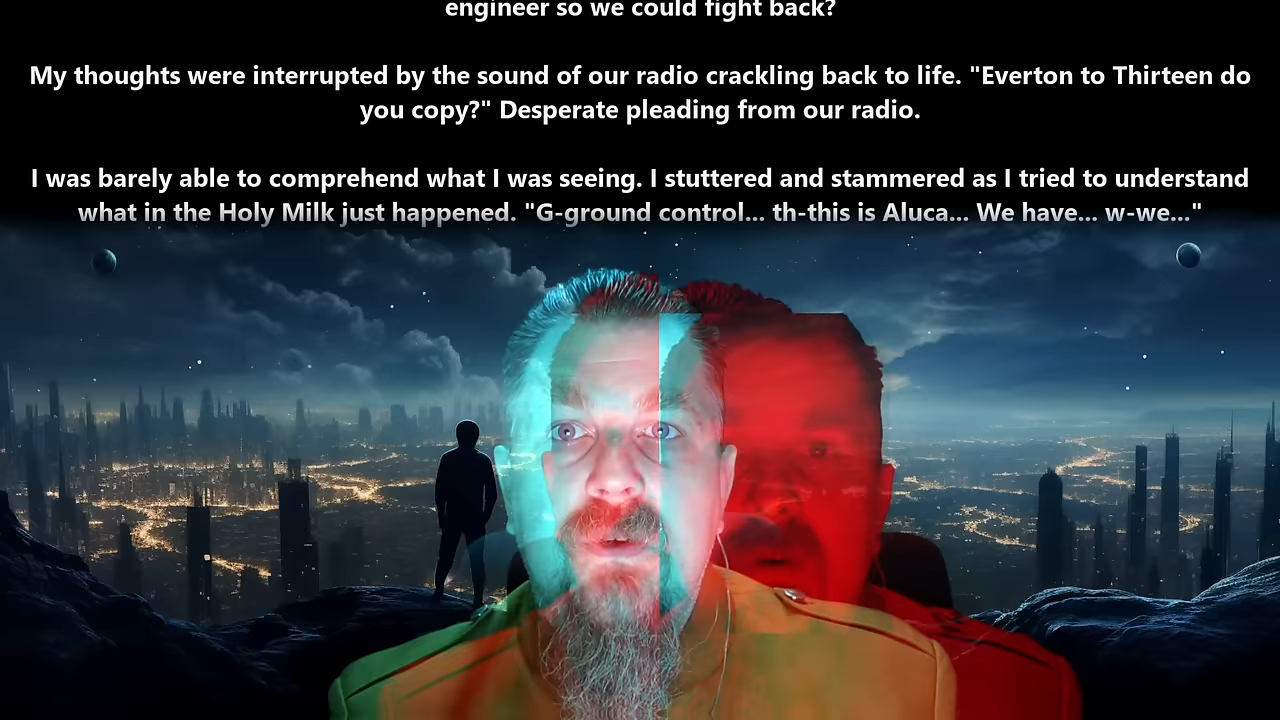 engineer so we could fight back?
My thoughts were interrupted by the sound of our radio crackling back to life. "Everton to Thirteen do
you copy?" Desperate pleading from our radio.
I was barely able to comprehend what I was seeing. I stuttered and stammered as I tried to understand
what in the Holy Milk just happened. "G-ground control... th-this is Aluca... We have... w-we..."